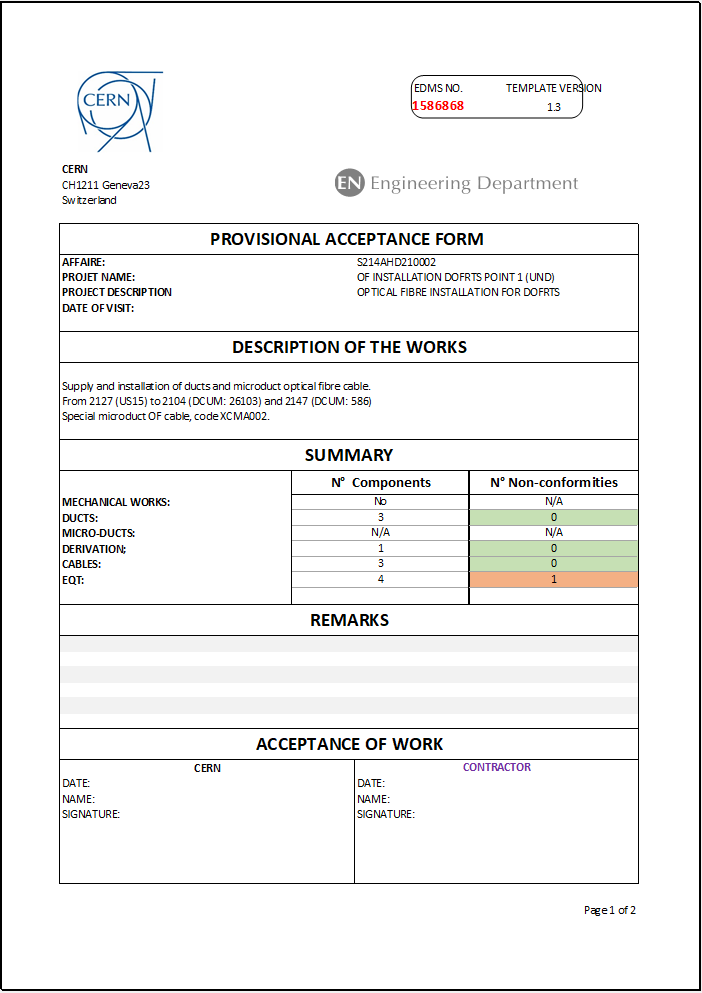 CERN
EDMS NO. TEMPLATE VERSION
1586868 1.3
CERN
CH1211 Geneva23
Switzerland
EN Engineering Department
PROVISIONAL ACCEPTANCE FORM
AFFAIRE: S214AHD210002
PROJET NAME: OF INSTALLATION DOFRTS POINT 1 (UND)
PROJECT DESCRIPTION OPTICAL FIBRE INSTALLATION FOR DOFRTS
DATE OF VISIT:
DESCRIPTION OF THE WORKS
Supply and installation of ducts and microduct optical fibre cable.
From 2127 (US15) to 2104 (DCUM: 26103) and 2147 (DCUM: 586)
Special microduct OF cable, code XCMA002.
SUMMARY
N° Components N° Non-conformities
MECHANICAL WORKS: No N/A
DUCTS: 3 0
MICRO-DUCTS: N/A N/A
DERIVATION; 1 0
CABLES: 3 0
EQT: 4 1
REMARKS
ACCEPTANCE OF WORK
CERN CONTRACTOR
DATE: DATE:
NAME: NAME:
SIGNATURE: SIGNATURE:
Page 1 of 2